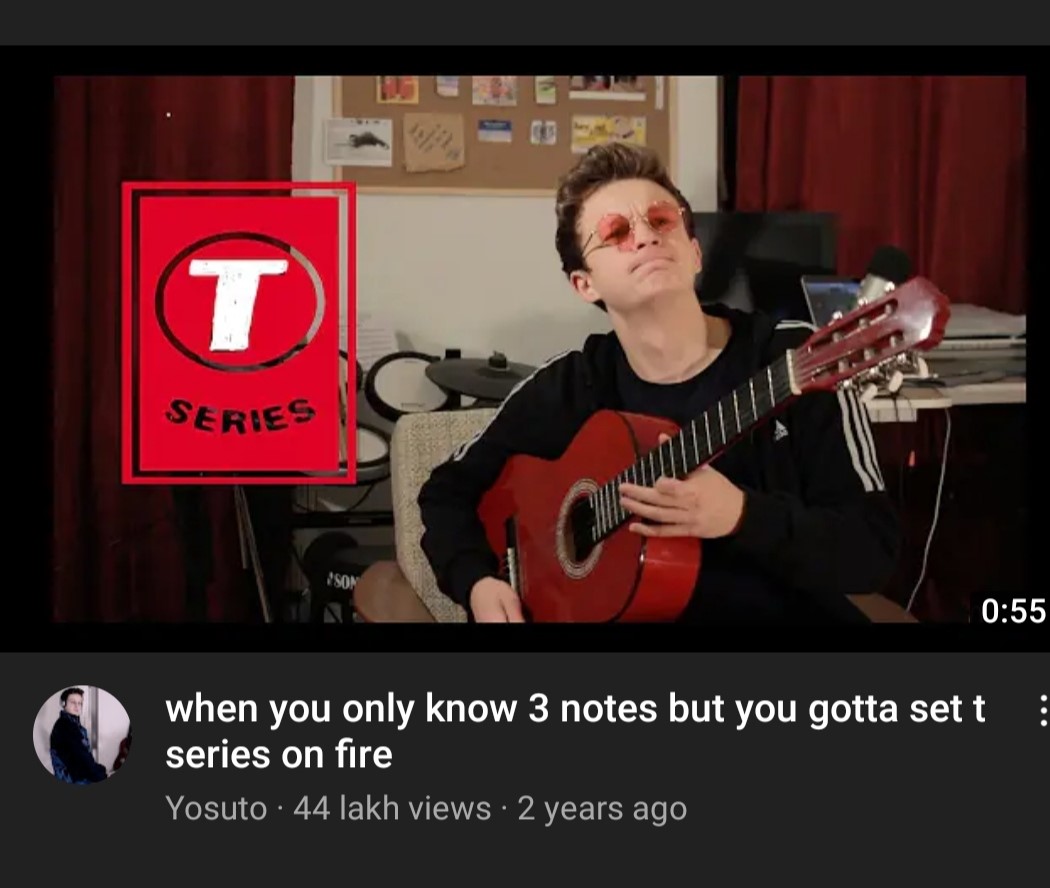 T
SERIES
0:55
when you only know 3 notes but you gotta set t
series on fire
Yosuto · 44 lakh views · 2 years ago